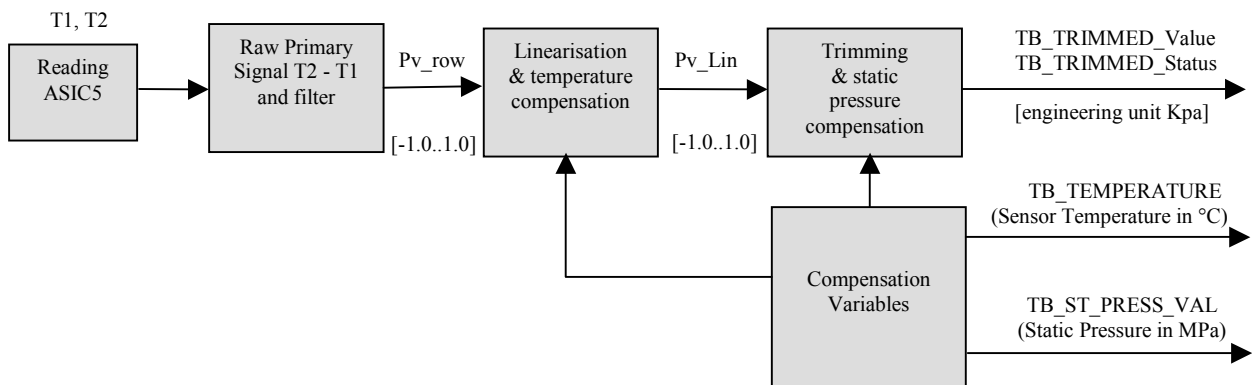 T1, T2
Reading
ASIC5
Raw Primary
Signal T2 - T1
and filter
Pv_row
[-1.0..1.0]
Linearisation
& temperature
compensation
Pv_Lin
[-1.0..1.0]
Trimming
& static
pressure
compensation
TB_TRIMMED_Value
TB_TRIMMED_Status
[engineering unit Kpa]
Compensation
Variables
TB_TEMPERATURE
(Sensor Temperature in °C)
TB_ST_PRESS_VAL
(Static Pressure in MPa)